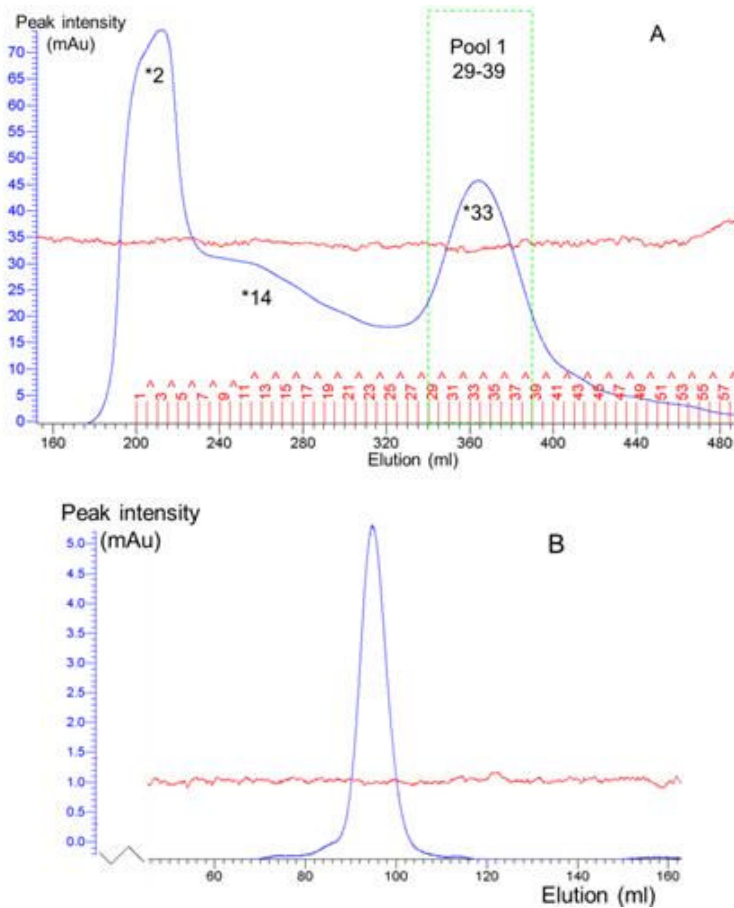 Peak intensity
(mAu)
A
Pool 1
29-39
*2
*33
*14
70
65
60
55
50
45
40
35
30
25
20
15
10
5
0
> > > > > > > > > > > > > > > > > > > > > > > > > > > > >
1 3 5 7 9 11 13 15 17 19 21 23 25 27 29 31 33 35 37 39 41 43 45 47 49 51 53 55 57
160 200 240 280 320 360 400 440 480
Elution (ml)
Peak intensity
(mAu)
B
5.0
4.5
4.0
3.5
3.0
2.5
2.0
1.5
1.0
0.5
0.0
60 80 100 120 140 160
Elution (ml)